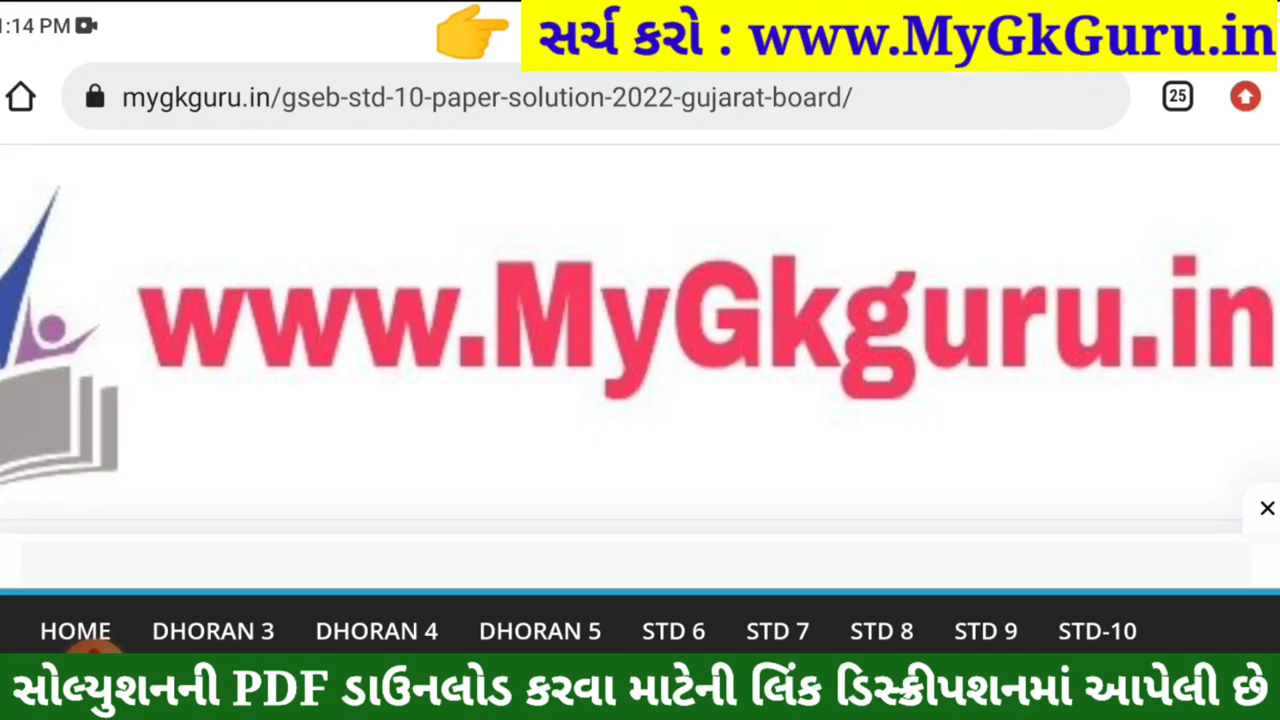 1:14 PM
સર્ચ કરો : www.MyGkGuru.in
mygkguru.in/gseb-std-10-paper-solution-2022-gujarat-board/
25
www.MyGkguru.in
HOME DHORAN 3 DHORAN 4 DHORAN 5 STD 6 STD 7 STD 8 STD 9 STD-10
સોલ્યુશનની PDF ડાઉનલોડ કરવા માટેની લિંક ડિસ્ક્રીપશનમાં આપેલી છે